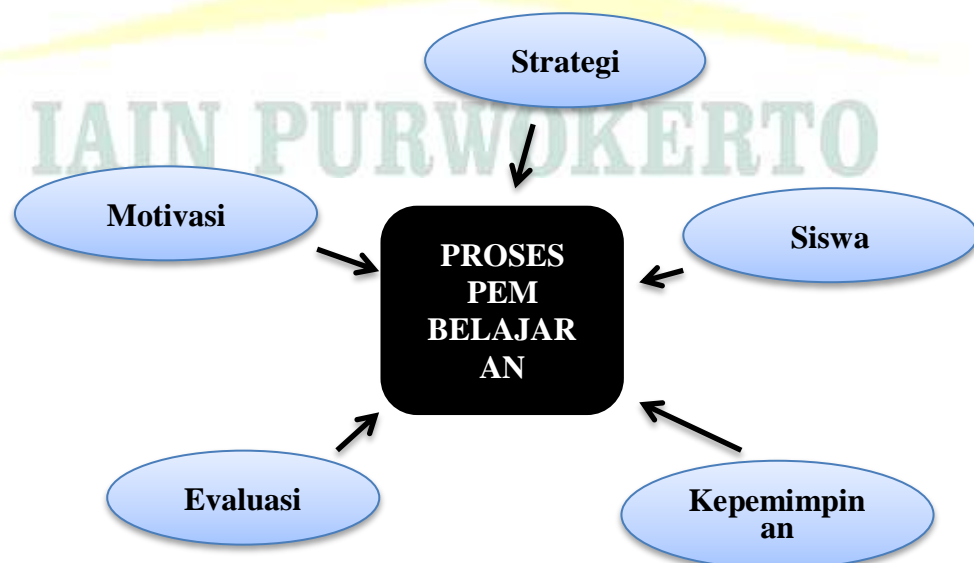 Strategi
IAIN PURWOKERTO
Motivasi
Siswa
PROSES
PEM
BELAJAR
AN
Evaluasi
Kepemimpin
an